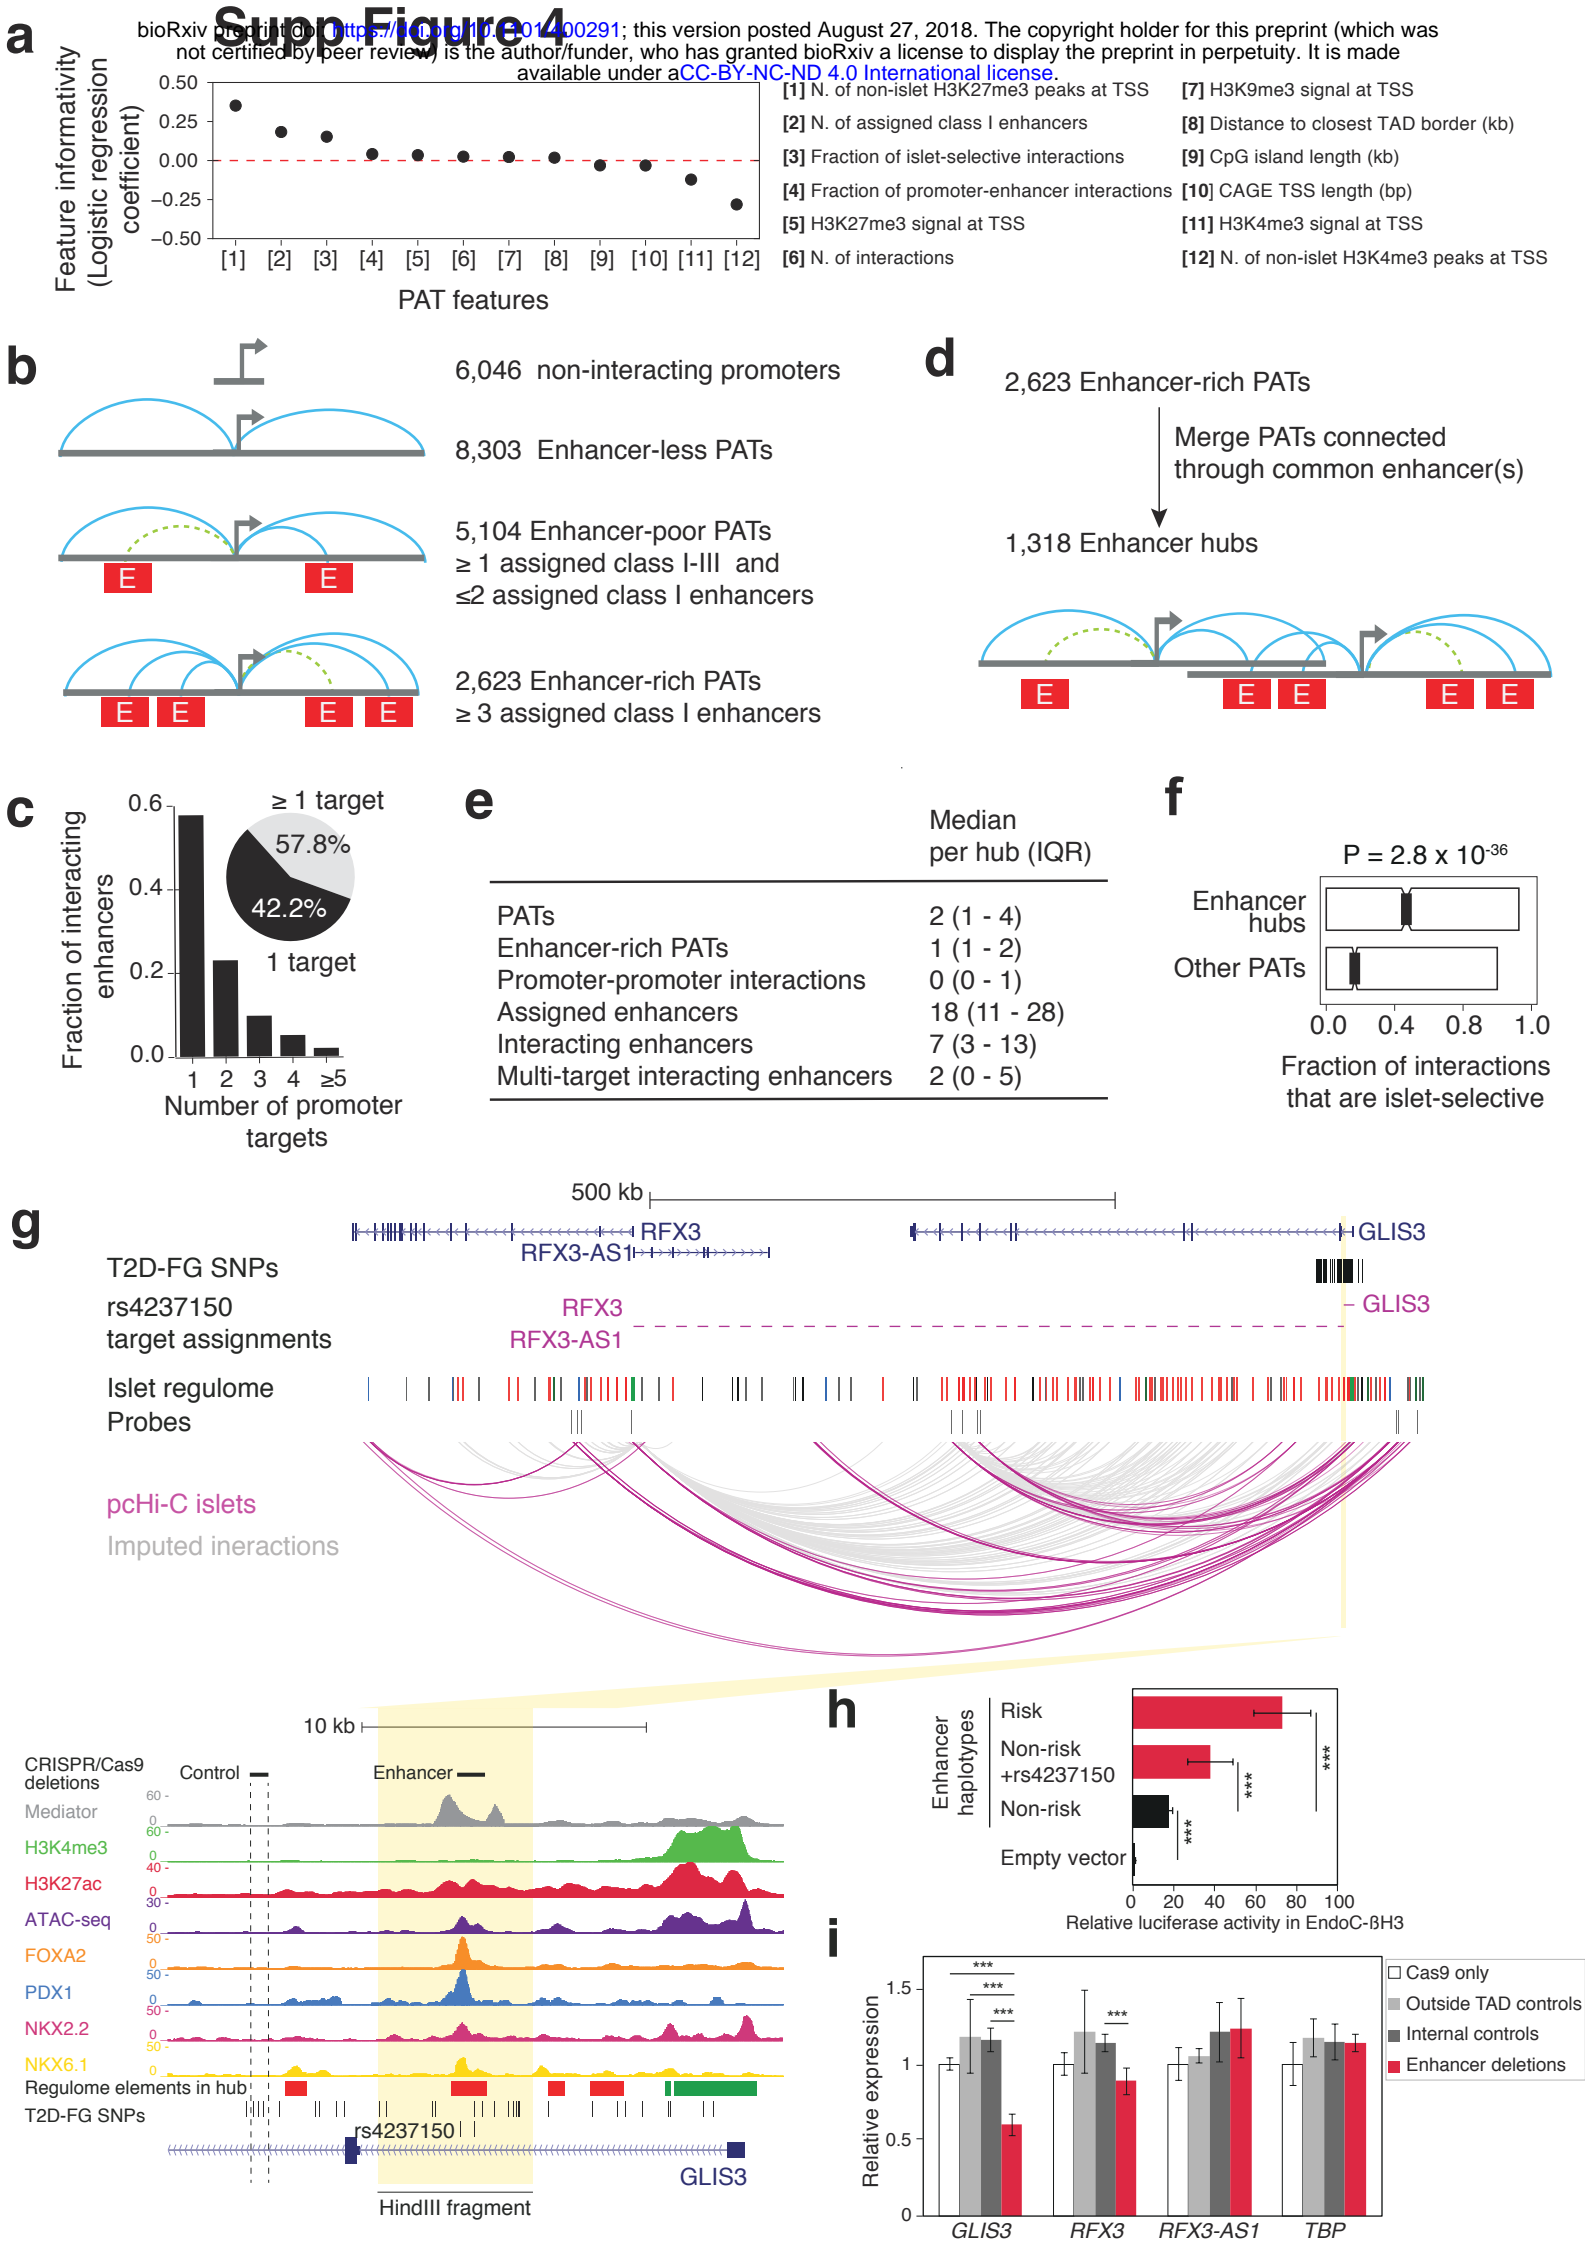 a
Supp Figure 4
bioRxiv preprint doi: https://doi.org/10.1101/400291; this version posted August 27, 2018. The copyright holder for this preprint (which was
not certified by peer review) is the author/funder, who has granted bioRxiv a license to display the preprint in perpetuity. It is made
available under aCC-BY-NC-ND 4.0 International license.
Feature informativity
(Logistic regression
coefficient)
0.50
0.25
0.00
−0.25
−0.50
[1] [2] [3] [4] [5] [6] [7] [8] [9] [10] [11] [12]
PAT features
[1] N. of non-islet H3K27me3 peaks at TSS
[2] N. of assigned class I enhancers
[3] Fraction of islet-selective interactions
[4] Fraction of promoter-enhancer interactions
[5] H3K27me3 signal at TSS
[6] N. of interactions
[7] H3K9me3 signal at TSS
[8] Distance to closest TAD border (kb)
[9] CpG island length (kb)
[10] CAGE TSS length (bp)
[11] H3K4me3 signal at TSS
[12] N. of non-islet H3K4me3 peaks at TSS
b
6,046 non-interacting promoters
8,303 Enhancer-less PATs
5,104 Enhancer-poor PATs
≥ 1 assigned class I-III and
≤2 assigned class I enhancers
E E
2,623 Enhancer-rich PATs
≥ 3 assigned class I enhancers
E E E E
d
2,623 Enhancer-rich PATs
Merge PATs connected
through common enhancer(s)
1,318 Enhancer hubs
E E E E E
c
Fraction of interacting
enhancers
0.6
0.4
0.2
0.0
1 2 3 4 ≥5
Number of promoter
targets
≥ 1 target
57.8%
42.2%
1 target
e
Median
per hub (IQR)
PATs 2 (1 - 4)
Enhancer-rich PATs 1 (1 - 2)
Promoter-promoter interactions 0 (0 - 1)
Assigned enhancers 18 (11 - 28)
Interacting enhancers 7 (3 - 13)
Multi-target interacting enhancers 2 (0 - 5)
f
P = 2.8 x 10-36
Enhancer
hubs
Other PATs
0.0 0.4 0.8 1.0
Fraction of interactions
that are islet-selective
g
500 kb
RFX3
RFX3-AS1
GLIS3
T2D-FG SNPs
rs4237150
target assignments
RFX3
RFX3-AS1
GLIS3
Islet regulome
Probes
pcHi-C islets
Imputed ineractions
10 kb
CRISPR/Cas9
deletions
Control
Enhancer
Mediator
60
0
H3K4me3
60
0
H3K27ac
40
0
ATAC-seq
30
0
FOXA2
50
0
PDX1
50
0
NKX2.2
50
0
NKX6.1
50
0
Regulome elements in hub
T2D-FG SNPs
rs4237150
GLIS3
HindIII fragment
h
Enhancer
haplotypes
Risk
Non-risk
+rs4237150
Non-risk
Empty vector
***
***
***
0 20 40 60 80 100
Relative luciferase activity in EndoC-ßH3
i
Relative expression
1.5
1
0.5
0
***
***
***
***
GLIS3 RFX3 RFX3-AS1 TBP
Cas9 only
Outside TAD controls
Internal controls
Enhancer deletions